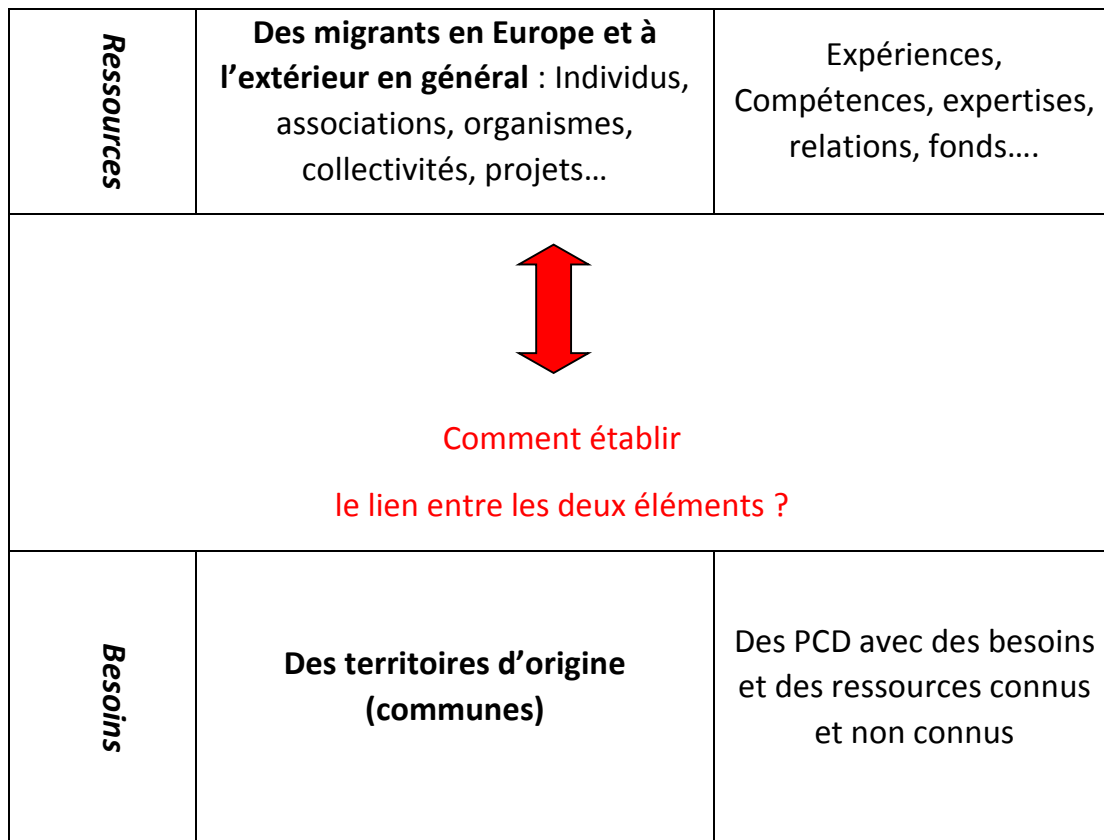 Ressources
Des migrants en Europe et à
l'extérieur en général : Individus,
associations, organismes,
collectivités, projets…
Expériences,
Compétences, expertises,
relations, fonds….
Comment établir
le lien entre les deux éléments ?
Besoins
Des territoires d'origine
(communes)
Des PCD avec des besoins
et des ressources connus
et non connus